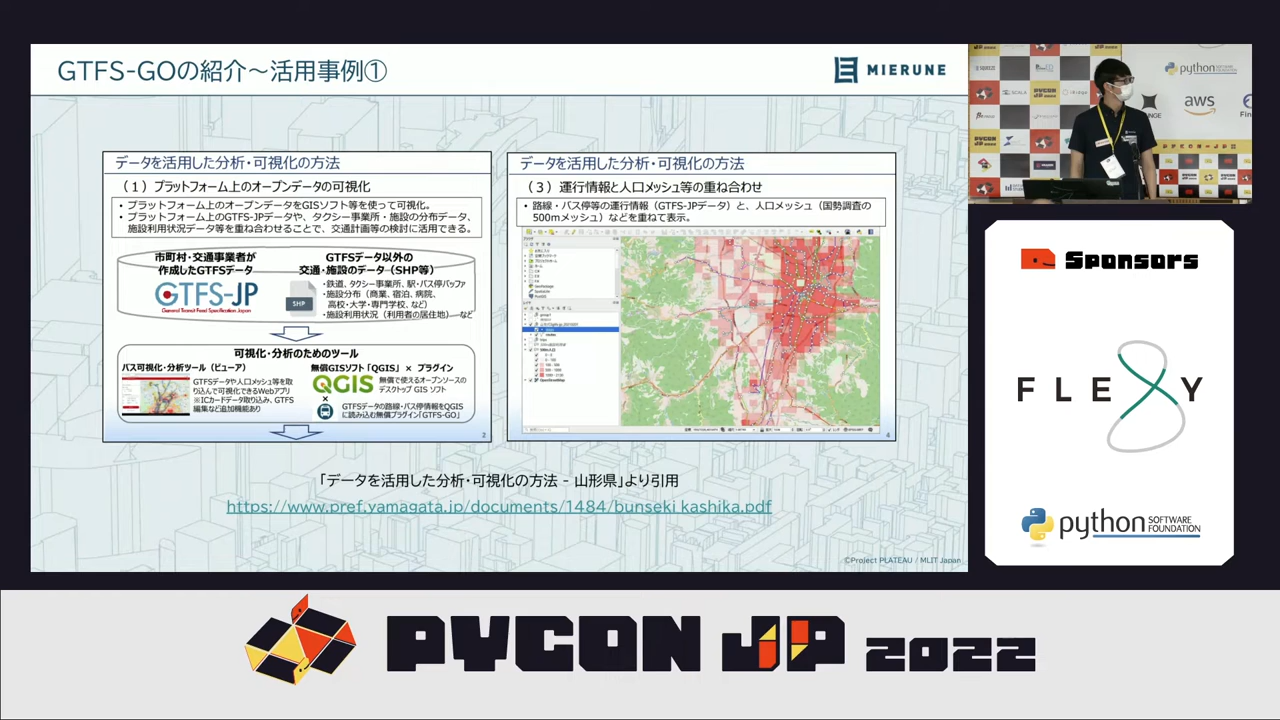 GTFS-GOの紹介～活用事例①
MIERUNE
データを活用した分析・可視化の方法
（1）プラットフォーム上のオープンデータの可視化
• プラットフォーム上のオープンデータをGISソフト等を使って可視化。
• プラットフォーム上のGTFS-JPデータや、タクシー事業所・施設の分布データ、
施設利用状況データ等を重ね合わせることで、交通計画等の検討に活用できる。
市町村・交通事業者が
作成したGTFSデータ
GTFS-JP
General Transit Feed Specification Japan
GTFSデータ以外の
交通・施設のデータ（SHP等）
SHP
・鉄道、タクシー事業所、駅・バス停バッファ
・施設分布（商業、宿泊、病院、
高校・大学・専門学校、など）
・施設利用状況（利用者の居住地）…など
可視化・分析のためのツール
バス可視化・分析ツール（ビューア）
GTFSデータや人口メッシュ等を取
り込んで可視化できるWebアプリ
※ICカードデータ取り込み、GTFS
編集など追加機能あり
無償GISソフト「QGIS」 × プラグイン
QGIS
無償で使えるオープンソースの
デスクトップ GIS ソフト
×
GTFSデータの路線・バス停情報をQGIS
に読み込む無償プラグイン「GTFS-GO」
2
データを活用した分析・可視化の方法
（3）運行情報と人口メッシュ等の重ね合わせ
• 路線・バス停等の運行情報（GTFS-JPデータ）と、人口メッシュ（国勢調査の
500mメッシュ）などを重ねて表示。
4
「データを活用した分析・可視化の方法 - 山形県」より引用
https://www.pref.yamagata.jp/documents/1484/bunseki_kashika.pdf
©Project PLATEAU / MLIT Japan
python
aws
Sponsors
FLEXY
python SOFTWARE
FOUNDATION
PYCON JP 2022